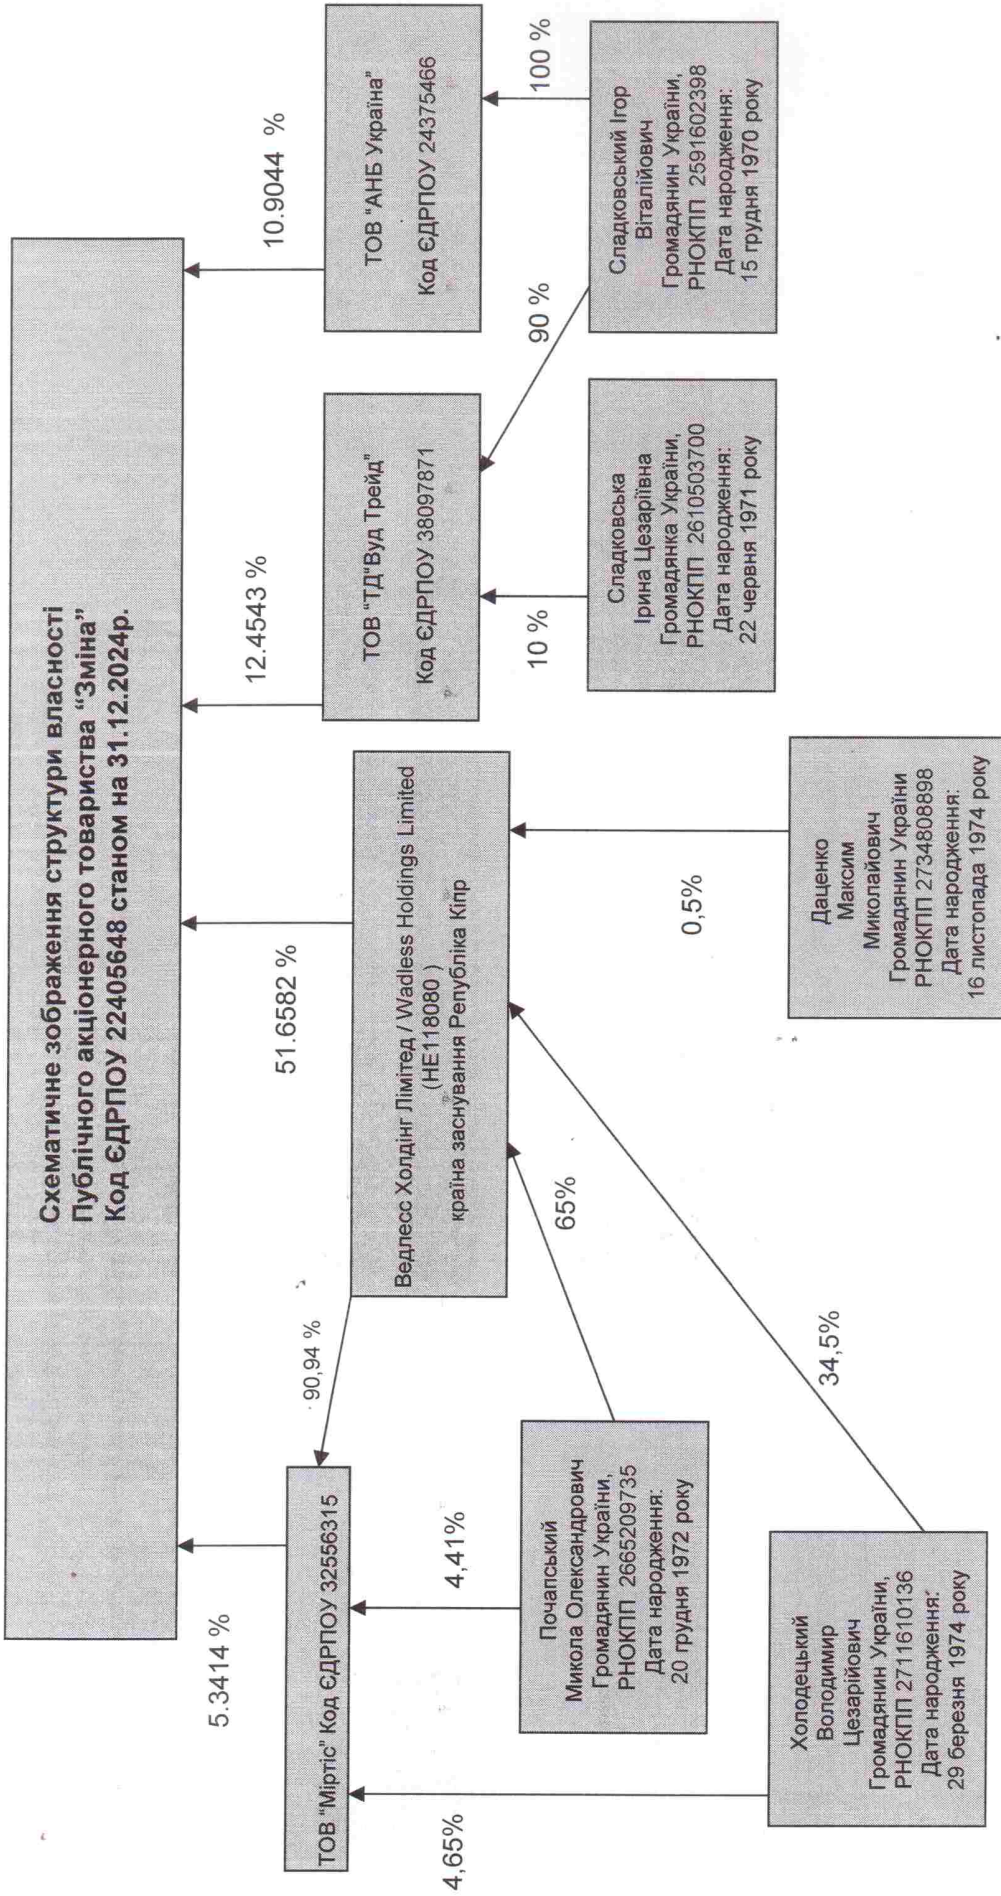 Схематичне зображення структури власності
Публічного акціонерного товариства “Зміна”
Код ЄДРПОУ 22405648 станом на 31.12.2024р.
5.3414 %
51.6582 %
12.4543 %
10.9044 %
ТОВ “Міртіс” Код ЄДРПОУ 32556315
90,94 %
Ведлесс Холдінг Лімітед / Wadless Holdings Limited
(HE118080 )
країна заснування Републіка Кіпр
ТОВ “ТД“Вуд Трейд”
Код ЄДРПОУ 38097871
ТОВ “АНБ Україна”
Код ЄДРПОУ 24375466
4,65%
4,41%
65%
34,5%
0,5%
10 %
90 %
100 %
Почапський
Микола Олександрович
Громадянин України,
РНОКПП 2665209735
Дата народження:
20 грудня 1972 року
Сладковська
Ірина Цезаріївна
Громадянка України,
РНОКПП 2610503700
Дата народження:
22 червня 1971 року
Сладковський Ігор
Віталійович
Громадянин України,
РНОКПП 2591602398
Дата народження:
15 грудня 1970 року
Холодецький
Володимир
Цезарійович
Громадянин України,
РНОКПП 2711610136
Дата народження:
29 березня 1974 року
Даценко
Максим
Миколайович
Громадянин України
РНОКПП 2734808898
Дата народження:
16 листопада 1974 року